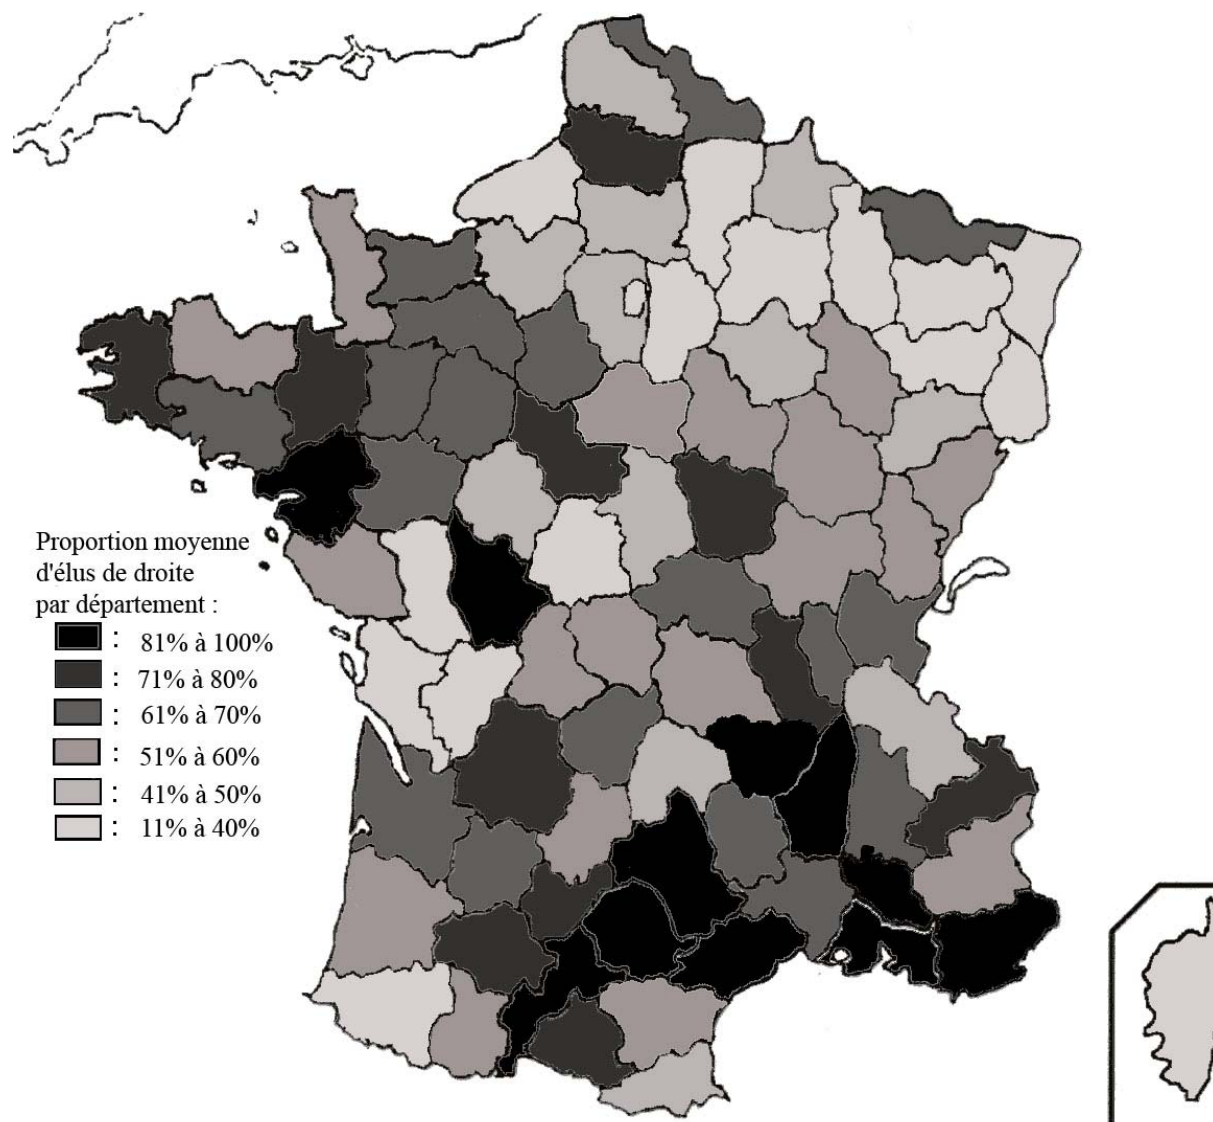 Proportion moyenne
d'élus de droite
par département :
: 81% à 100%
: 71% à 80%
: 61% à 70%
: 51% à 60%
: 41% à 50%
: 11% à 40%